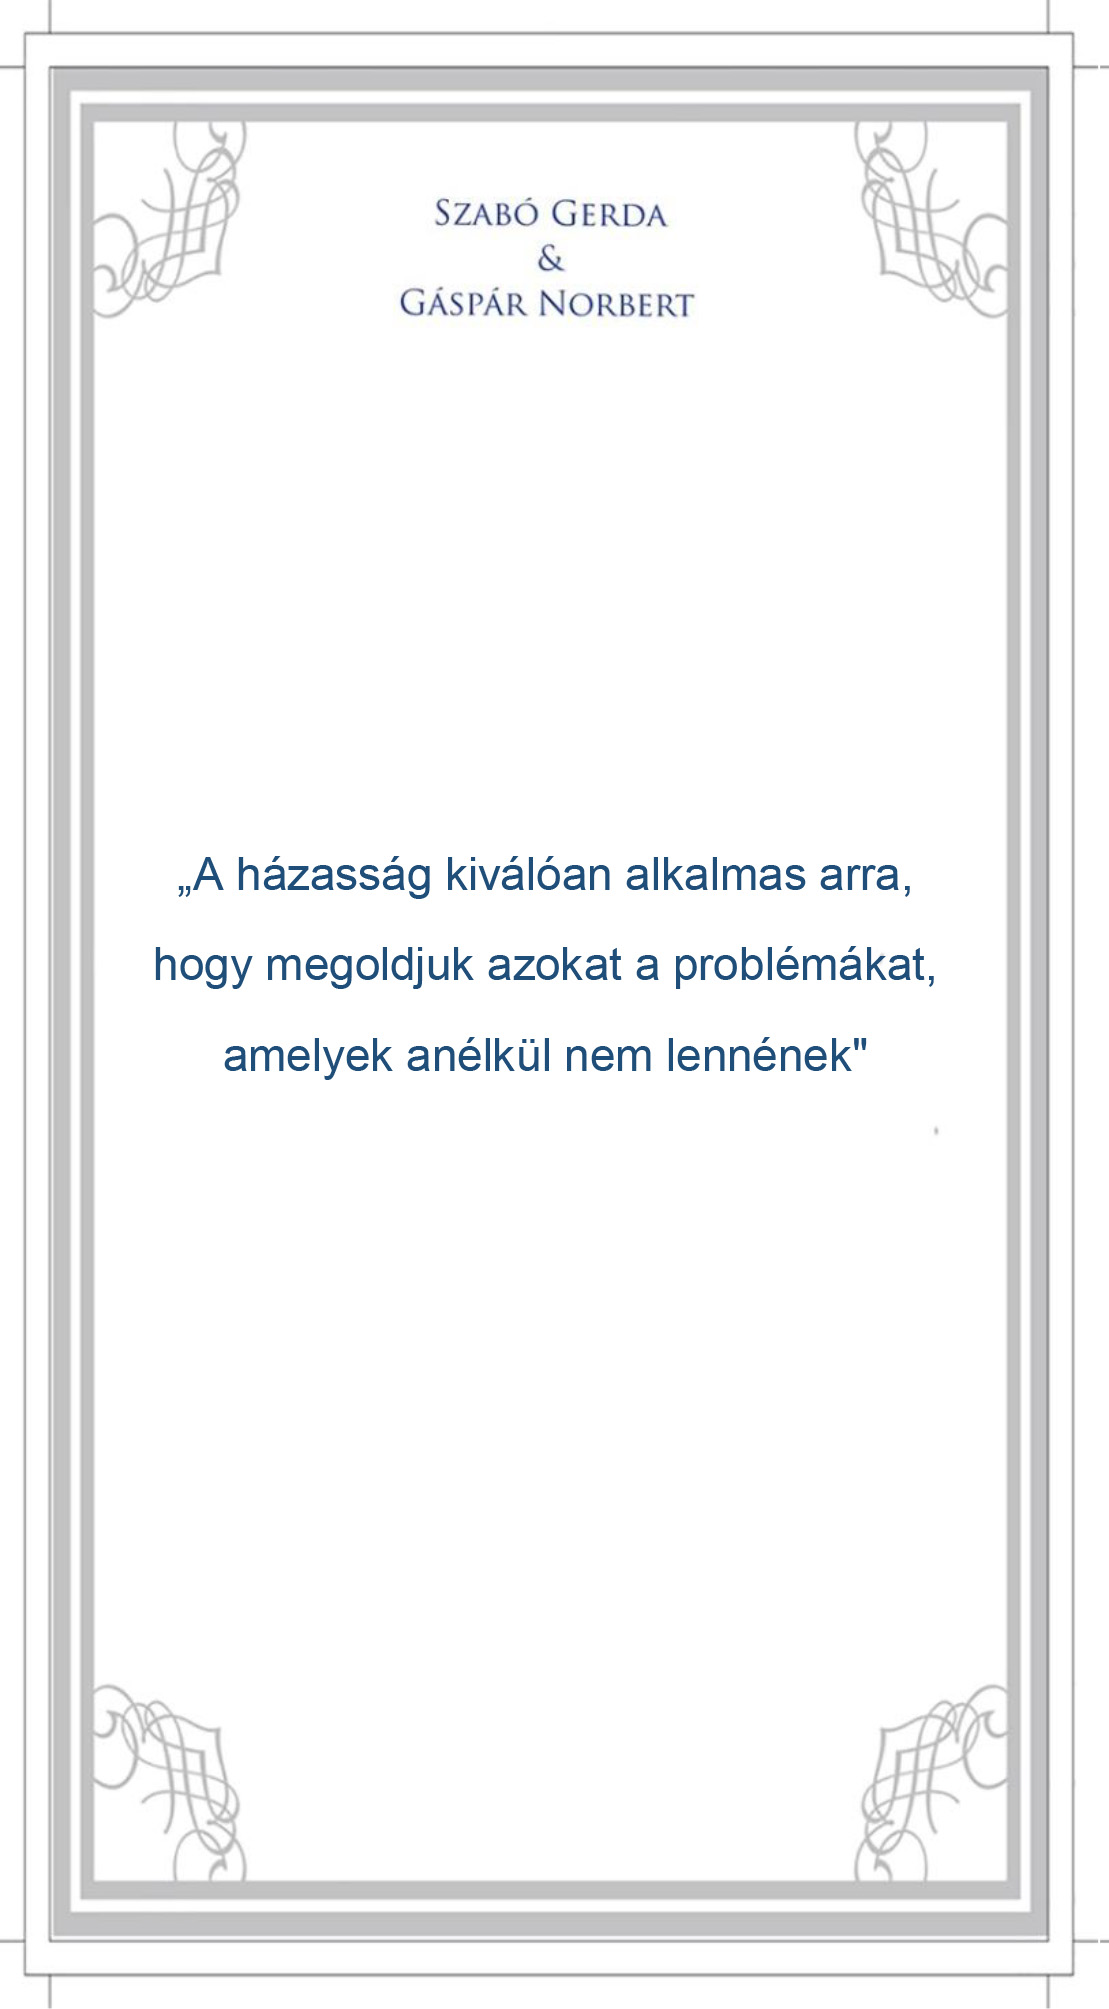 SZABÓ GERDA
&
GÁSPÁR NORBERT
„A házasság kiválóan alkalmas arra,
hogy megoldjuk azokat a problémákat,
amelyek anélkül nem lennének"